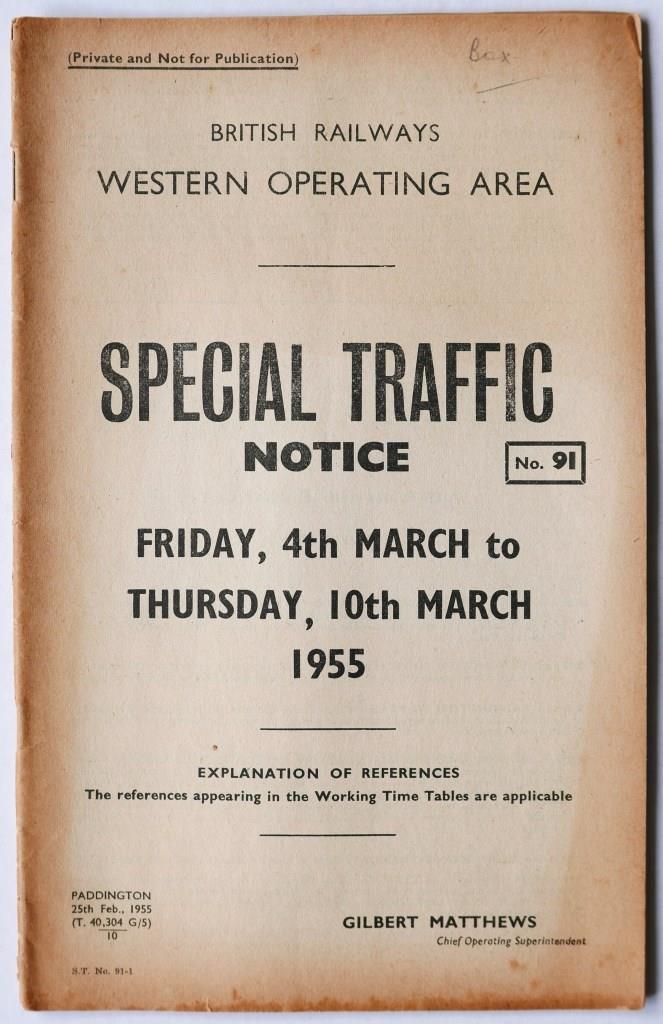 (Private and Not for Publication)
Box
BRITISH RAILWAYS
WESTERN OPERATING AREA
SPECIAL TRAFFIC
NOTICE
No. 91
FRIDAY, 4th MARCH to
THURSDAY, 10th MARCH
1955
EXPLANATION OF REFERENCES
The references appearing in the Working Time Tables are applicable
PADDINGTON
25th Feb., 1955
(T. 40,304 G/5)
10
GILBERT MATTHEWS
Chief Operating Superintendent
S.T. No. 91-1